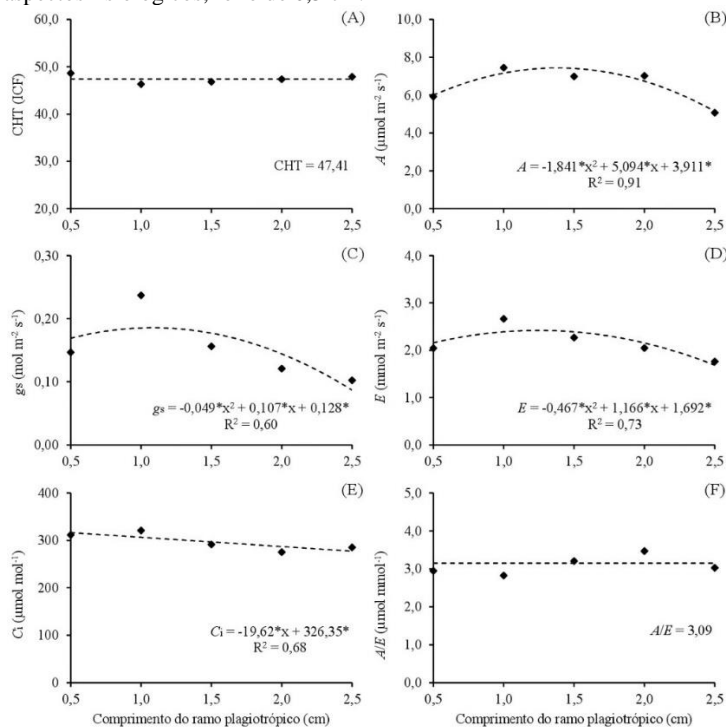 (A)
CHT (ICF)
60,0
50,0
40,0
30,0
20,0
CHT = 47,41
0,5 1,0 1,5 2,0 2,5
(B)
A (µmol m⁻² s⁻¹)
10,0
8,0
6,0
4,0
2,0
0,0
A = -1,841*x² + 5,094*x + 3,911*
R² = 0,91
0,5 1,0 1,5 2,0 2,5
(C)
gs (mol m⁻² s⁻¹)
0,30
0,20
0,10
0,00
gs = -0,049*x² + 0,107*x + 0,128*
R² = 0,60
0,5 1,0 1,5 2,0 2,5
(D)
E (mmol m⁻² s⁻¹)
4,0
3,0
2,0
1,0
0,0
E = -0,467*x² + 1,166*x + 1,692*
R² = 0,73
0,5 1,0 1,5 2,0 2,5
(E)
Ci (µmol mol⁻¹)
400
300
200
100
0
Ci = -19,62*x + 326,35*
R² = 0,68
0,5 1,0 1,5 2,0 2,5
Comprimento do ramo plagiotrópico (cm)
(F)
A/E (µmol mmol⁻¹)
5,0
4,0
3,0
2,0
1,0
0,0
A/E = 3,09
0,5 1,0 1,5 2,0 2,5
Comprimento do ramo plagiotrópico (cm)